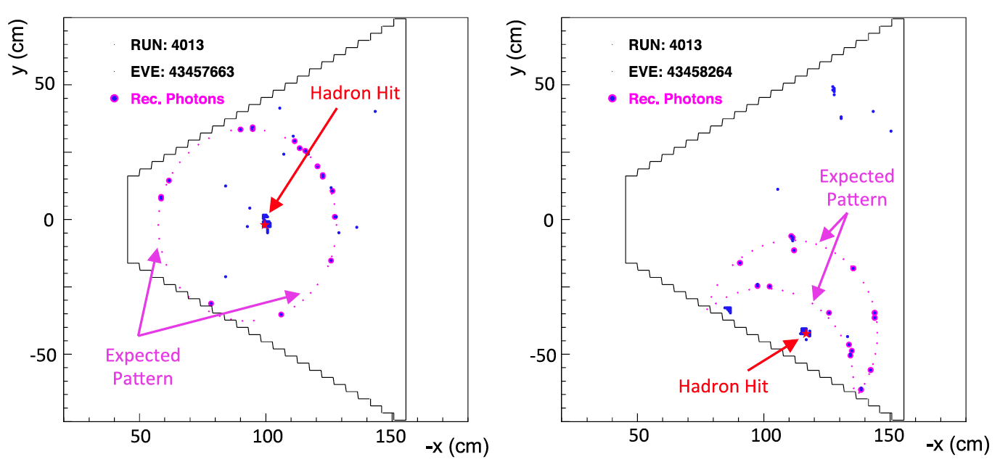 y (cm)
RUN: 4013
EVE: 43457663
Rec. Photons
Hadron Hit
50
0
-50
Expected
Pattern
50
100
150
-x (cm)
y (cm)
RUN: 4013
EVE: 43458264
Rec. Photons
50
0
-50
Expected
Pattern
Hadron Hit
50
100
150
-x (cm)